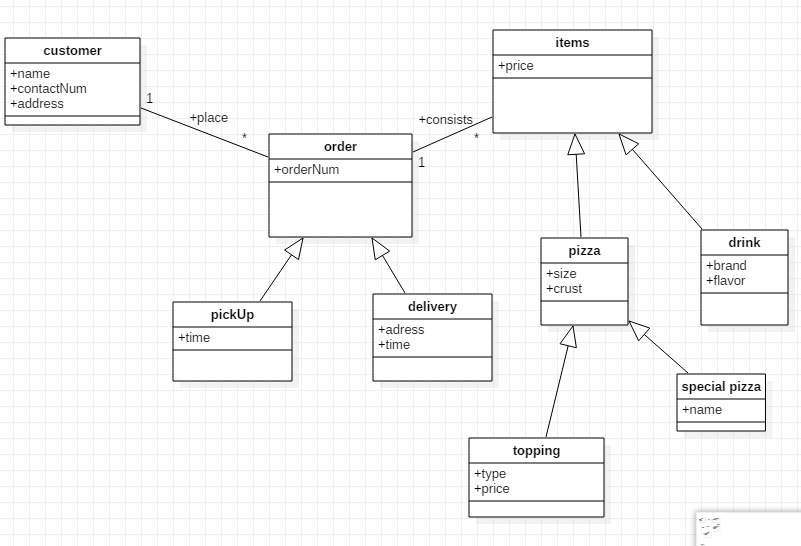 customer
+name
+contactNum
+address
1
+place
*
order
+orderNum
items
+price
+consists
*
1
pickUp
+time
delivery
+adress
+time
pizza
+size
+crust
drink
+brand
+flavor
special pizza
+name
topping
+type
+price